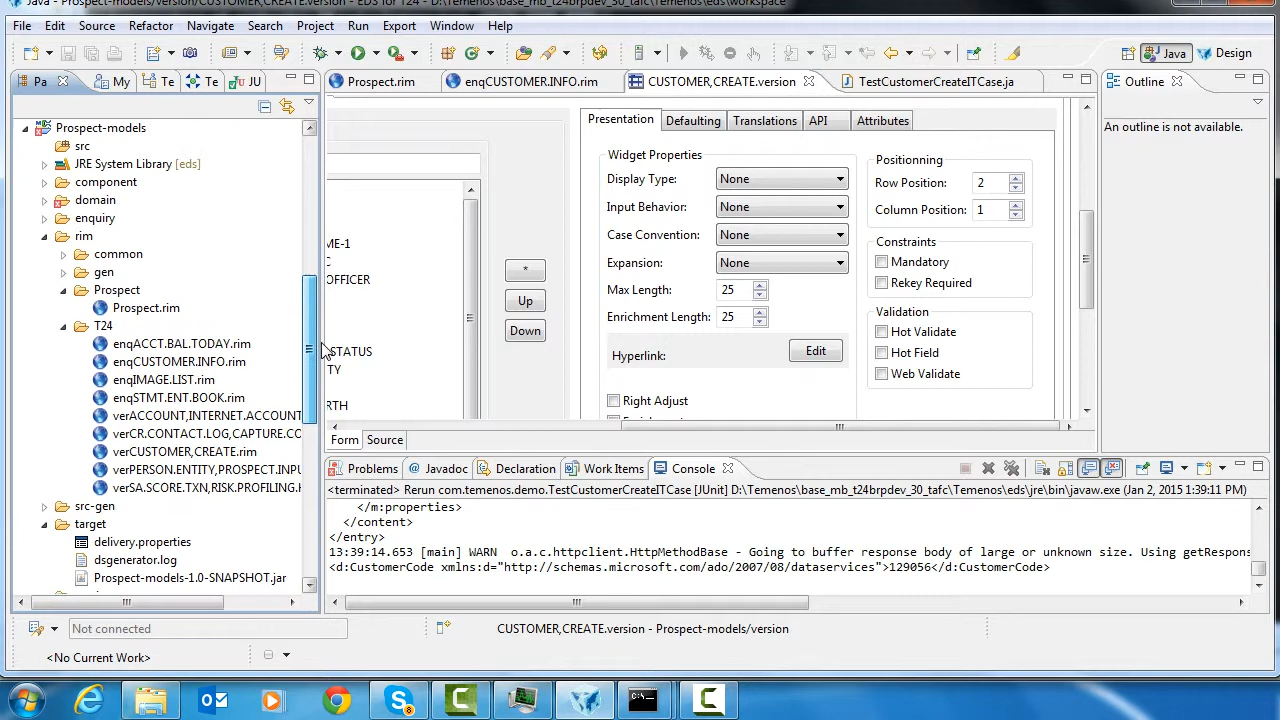 Java - Prospect-models/version/CUSTOMER,CREATE.version - EDS for T24 - D:\Temenos\base_mb_t24brpdev_30_tafc\Temenos\eds\workspace
File Edit Source Refactor Navigate Search Project Run Export Window Help
Java Design
Pa My Te Te JU
Prospect.rim enqCUSTOMER.INFO.rim CUSTOMER,CREATE.version TestCustomerCreateITCase.ja
Outline
An outline is not available.
Prospect-models
src
JRE System Library [eds]
component
domain
enquiry
rim
common
gen
Prospect
Prospect.rim
T24
enqACCT.BAL.TODAY.rim
enqCUSTOMER.INFO.rim
enqIMAGE.LIST.rim
enqSTMT.ENT.BOOK.rim
verACCOUNT,INTERNET.ACCOUNT
verCR.CONTACT.LOG,CAPTURE.CO
verCUSTOMER,CREATE.rim
verPERSON.ENTITY,PROSPECT.INPU
verSA.SCORE.TXN,RISK.PROFILING.
src-gen
target
delivery.properties
dsgenerator.log
Prospect-models-1.0-SNAPSHOT.jar
ME-1
C
OFFICER
STATUS
TY
RTH
*
Up
Down
Presentation Defaulting Translations API Attributes
Widget Properties
Display Type: None
Input Behavior: None
Case Convention: None
Expansion: None
Max Length: 25
Enrichment Length: 25
Hyperlink: Edit
Right Adjust
Positionning
Row Position: 2
Column Position: 1
Constraints
Mandatory
Rekey Required
Validation
Hot Validate
Hot Field
Web Validate
Form Source
Problems Javadoc Declaration Work Items Console
<terminated> Rerun com.temenos.demo.TestCustomerCreateITCase [JUnit] D:\Temenos\base_mb_t24brpdev_30_tafc\Temenos\eds\jre\bin\javaw.exe (Jan 2, 2015 1:39:11 PM)
</m:properties>
</content>
</entry>
13:39:14.653 [main] WARN o.a.c.httpclient.HttpMethodBase - Going to buffer response body of large or unknown size. Using getRespons
<d:CustomerCode xmlns:d="http://schemas.microsoft.com/ado/2007/08/dataservices">129056</d:CustomerCode>
Not connected
CUSTOMER,CREATE.version - Prospect-models/version
<No Current Work>